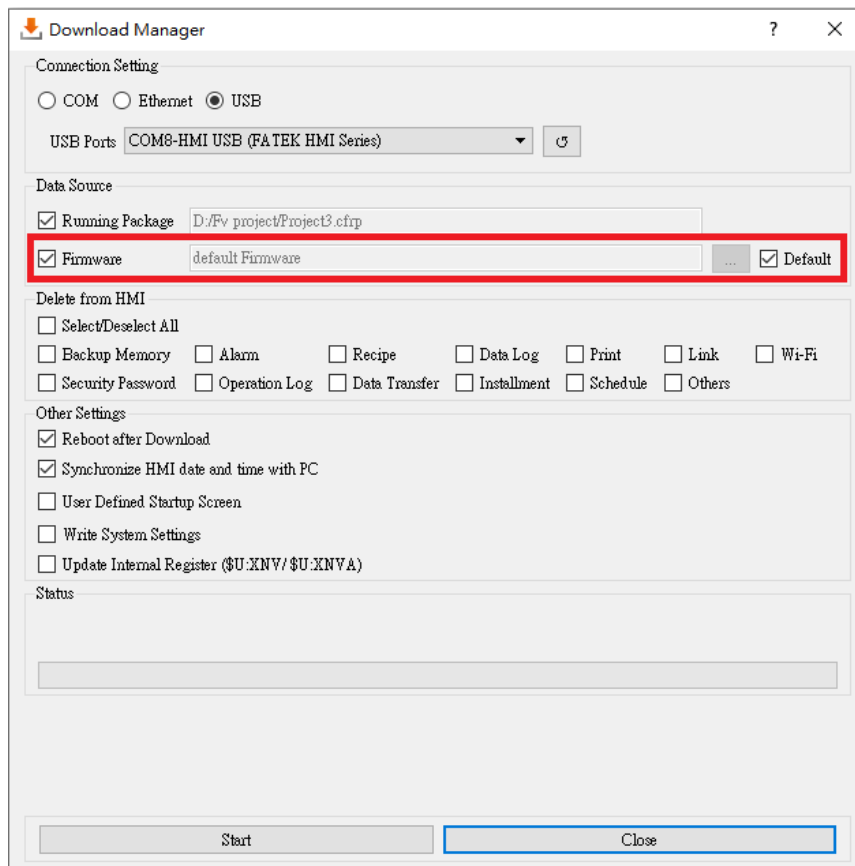 Download Manager
Connection Setting
COM Ethernet USB
USB Ports COM8-HMI USB (FATEK HMI Series)
Data Source
Running Package D:/Fv project/Project3.cfrp
Firmware default Firmware ... Default
Delete from HMI
Select/Deselect All
Backup Memory Alarm Recipe Data Log Print Link Wi-Fi
Security Password Operation Log Data Transfer Installment Schedule Others
Other Settings
Reboot after Download
Synchronize HMI date and time with PC
User Defined Startup Screen
Write System Settings
Update Internal Register ($U:XNV/ $U:XNVA)
Status
Start Close